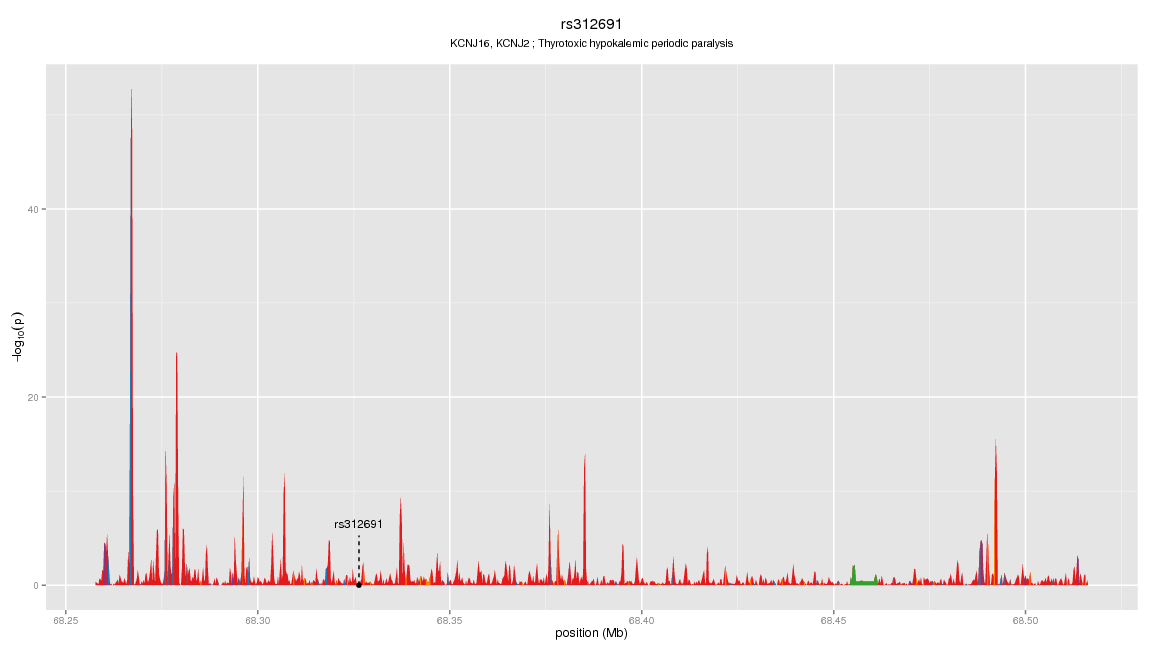 rs312691
KCNJ16, KCNJ2 ; Thyrotoxic hypokalemic periodic paralysis
40
20
0
−log10(p)
rs312691
68.25 68.30 68.35 68.40 68.45 68.50
position (Mb)